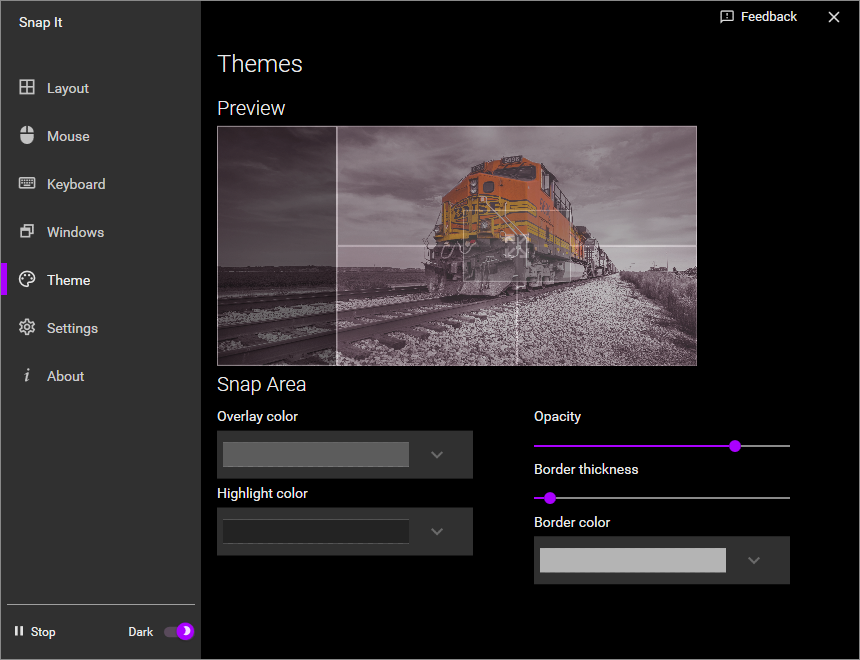 Snap It
Feedback
Layout
Mouse
Keyboard
Windows
Theme
Settings
About
Stop
Dark
Themes
Preview
Snap Area
Overlay color
Highlight color
Opacity
Border thickness
Border color